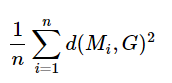 $\frac{1}{n} \sum_{i=1}^{n} d(M_i, G)^2$